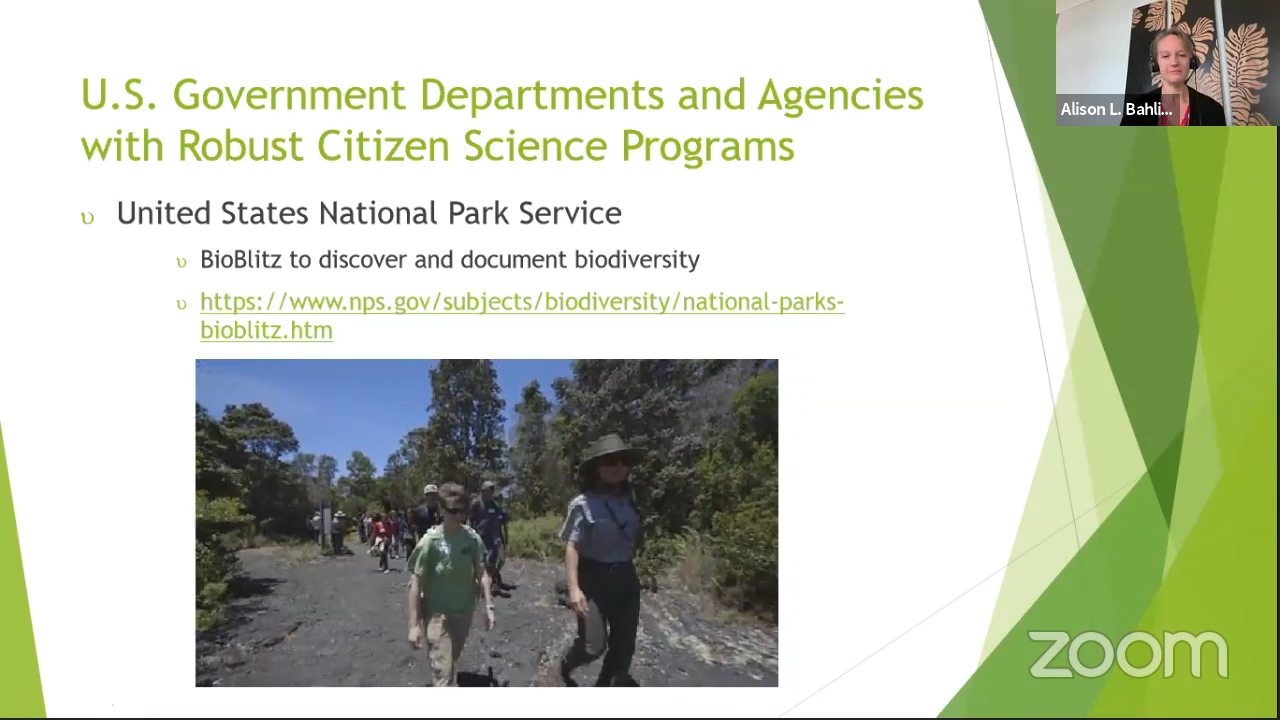 U.S. Government Departments and Agencies
with Robust Citizen Science Programs
United States National Park Service
BioBlitz to discover and document biodiversity
https://www.nps.gov/subjects/biodiversity/national-parks-
bioblitz.htm
Alison L. Bahli...
zoom